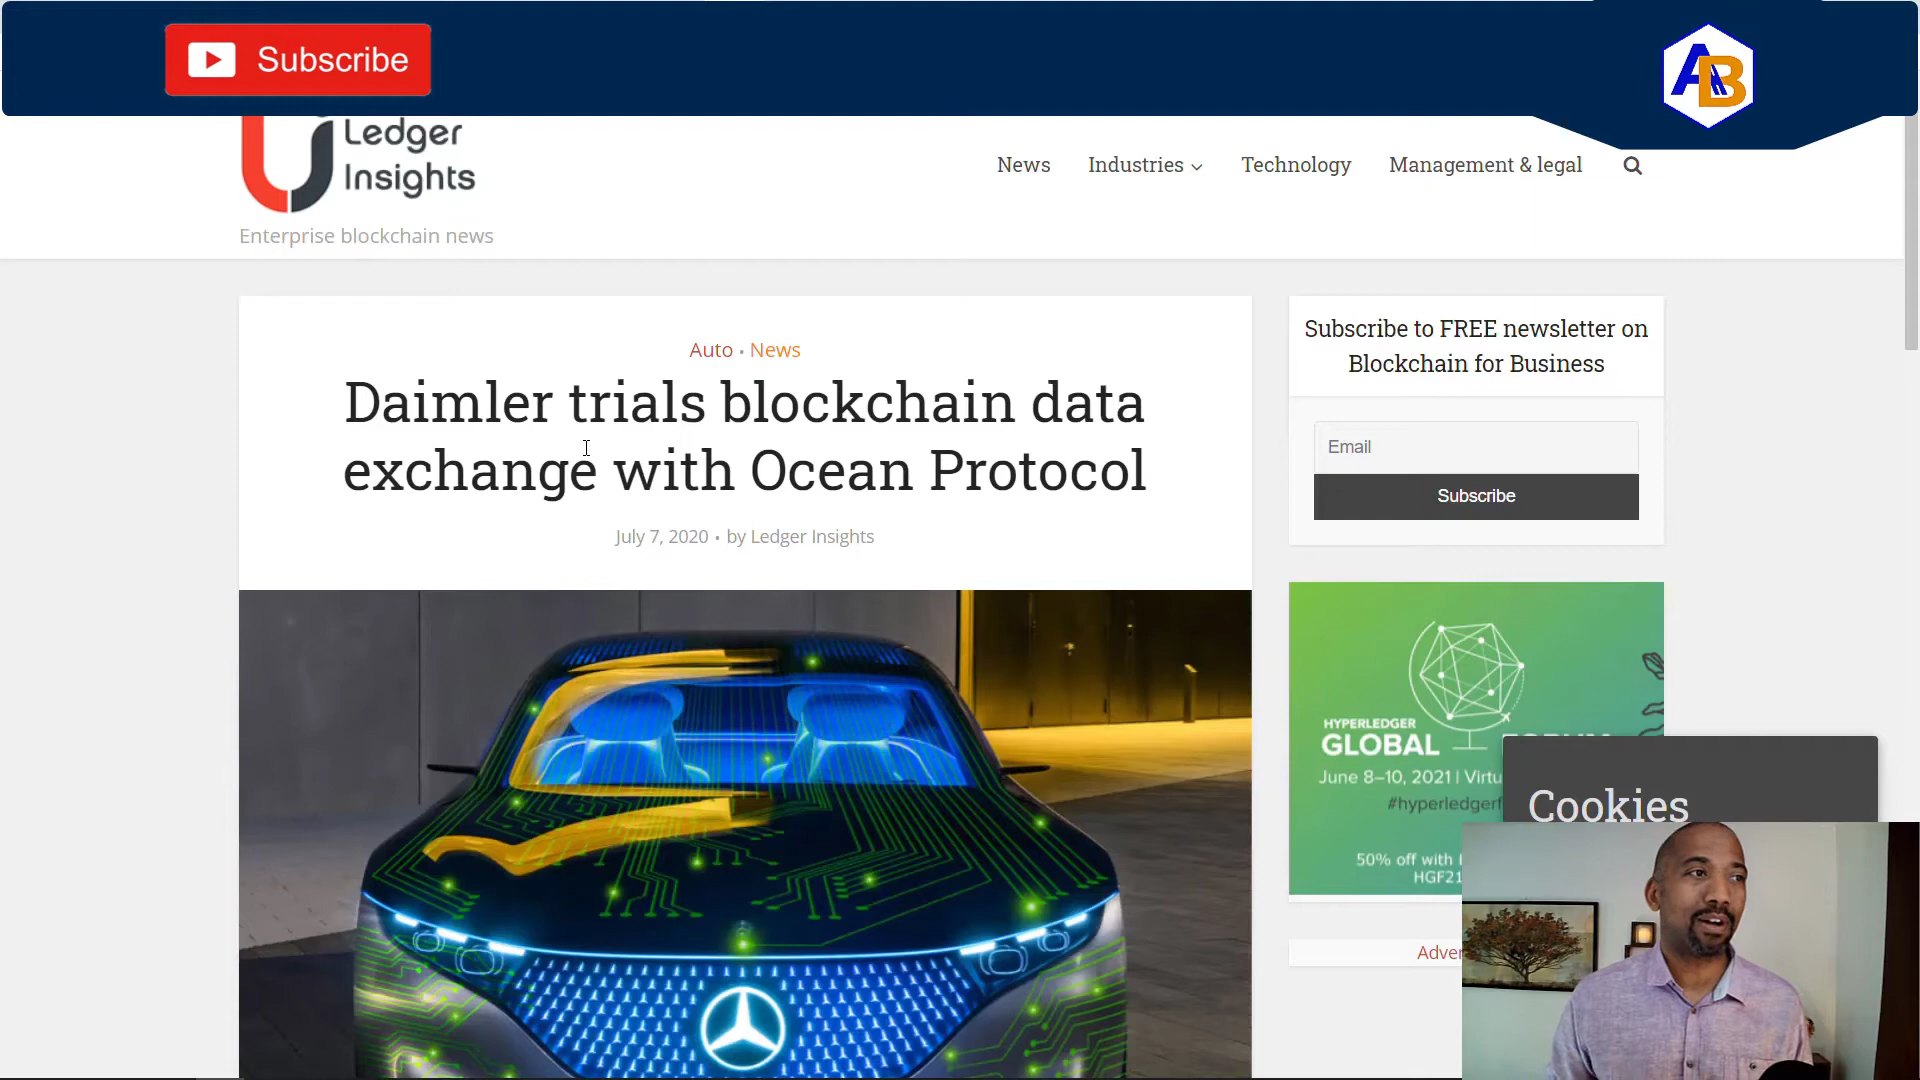 Subscribe
AB
Ledger
Insights
Enterprise blockchain news
News
Industries
Technology
Management & legal
Auto • News
Daimler trials blockchain data
exchange with Ocean Protocol
July 7, 2020 • by Ledger Insights
Subscribe to FREE newsletter on
Blockchain for Business
Email
Subscribe
HYPERLEDGER
GLOBAL
June 8–10, 2021 | Virtu
#hyperledgerf
50% off with
HGF21
Cookies
Adver